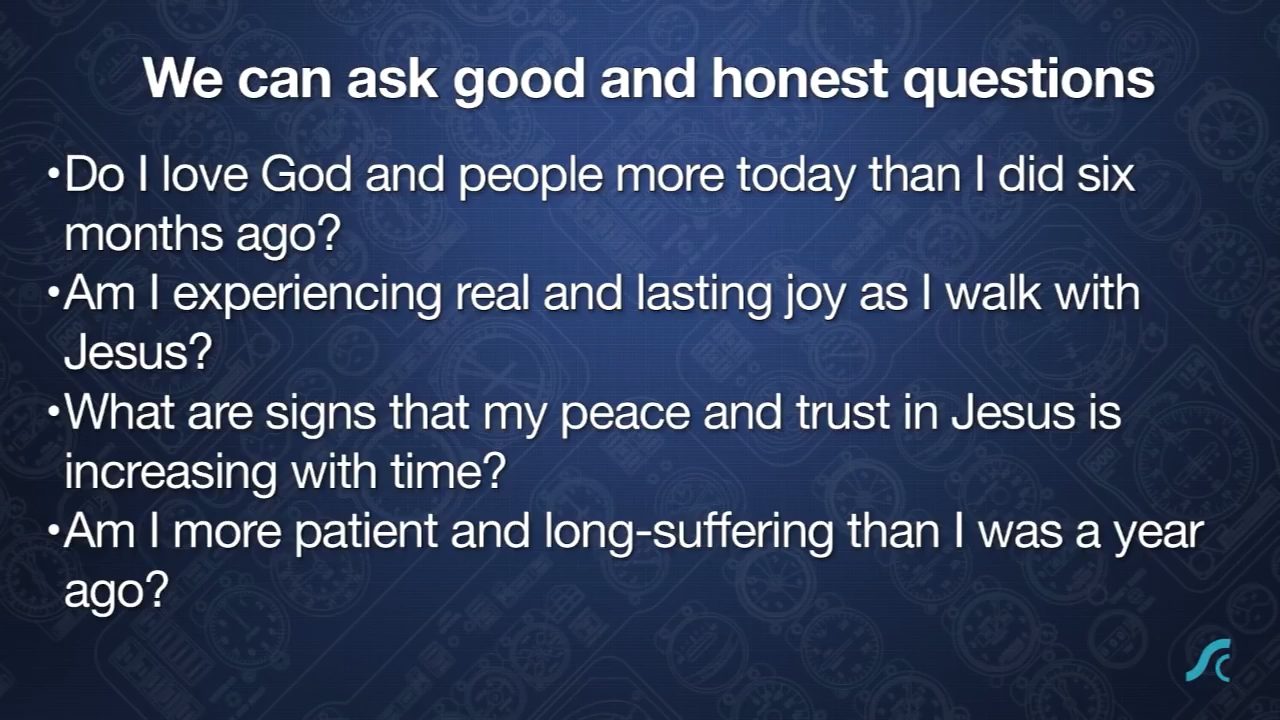 We can ask good and honest questions
•Do I love God and people more today than I did six
months ago?
•Am I experiencing real and lasting joy as I walk with
Jesus?
•What are signs that my peace and trust in Jesus is
increasing with time?
•Am I more patient and long-suffering than I was a year
ago?